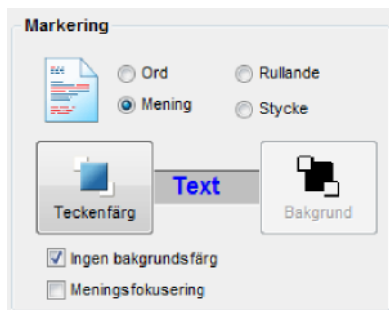 Markering
Ord Rullande
Mening Stycke
Text
Teckenfärg Bakgrund
Ingen bakgrundsfärg
Meningsfokusering